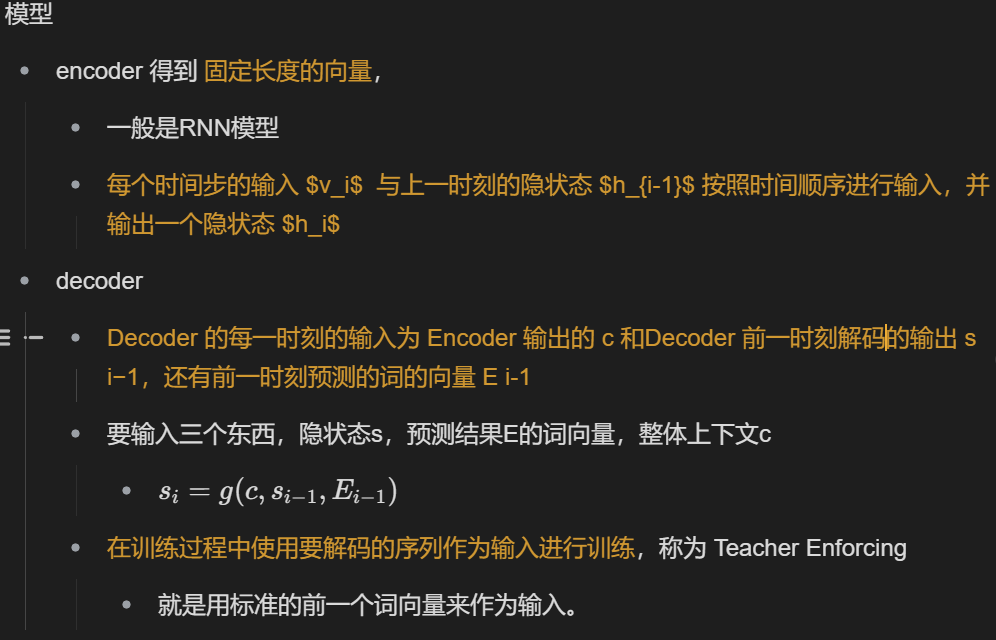 模型
encoder 得到 固定长度的向量，
一般是RNN模型
每个时间步的输入 $v_i$ 与上一时刻的隐状态 $h_{i-1}$ 按照时间顺序进行输入，并
输出一个隐状态 $h_i$
decoder
Decoder 的每一时刻的输入为 Encoder 输出的 c 和Decoder 前一时刻解码的输出 s
i−1，还有前一时刻预测的词的向量 E i-1
要输入三个东西，隐状态s，预测结果E的词向量，整体上下文c
s_i = g(c, s_{i−1}, E_{i−1})
在训练过程中使用要解码的序列作为输入进行训练，称为 Teacher Enforcing
就是用标准的前一个词向量来作为输入。